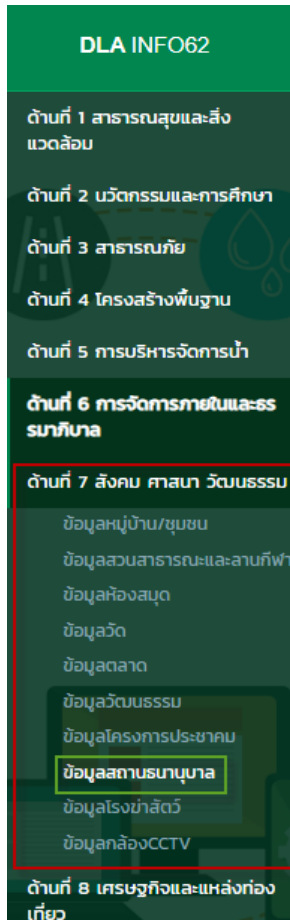 DLA INFO62
ด้านที่ 1 สาธารณสุขและสิ่ง
แวดล้อม
ด้านที่ 2 นวัตกรรมและการศึกษา
ด้านที่ 3 สาธารณภัย
ด้านที่ 4 โครงสร้างพื้นฐาน
ด้านที่ 5 การบริหารจัดการน้ำ
ด้านที่ 6 การจัดการภายในและธร
รมาภิบาล
ด้านที่ 7 สังคม ศาสนา วัฒนธรรม
ข้อมูลหมู่บ้าน/ชุมชน
ข้อมูลสวนสาธารณะและลานกีฬา
ข้อมูลห้องสมุด
ข้อมูลวัด
ข้อมูลตลาด
ข้อมูลวัฒนธรรม
ข้อมูลโครงการประชาคม
ข้อมูลสถานธนานุบาล
ข้อมูลโรงฆ่าสัตว์
ข้อมูลกล้องCCTV
ด้านที่ 8 เศรษฐกิจและแหล่งท่อง
เที่ยว